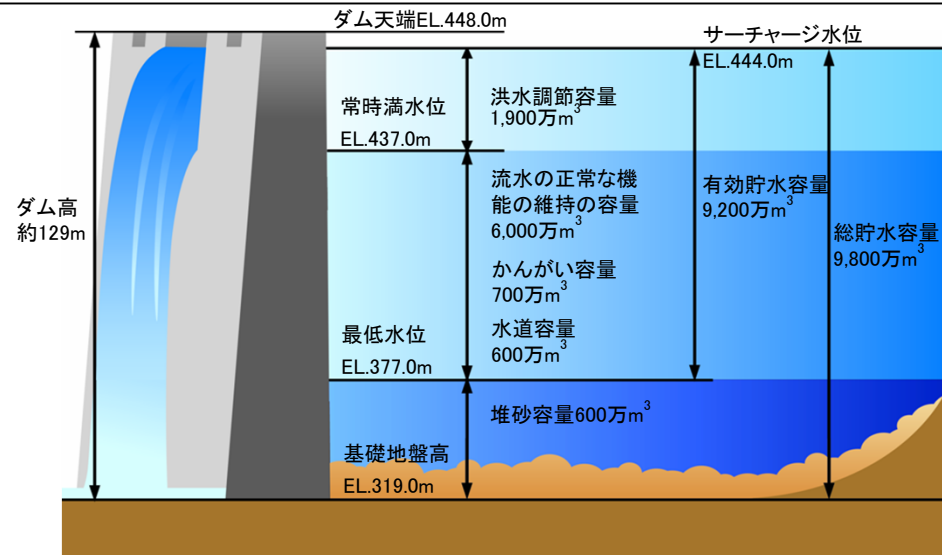 ダム天端EL.448.0m
サーチャージ水位
EL.444.0m
洪水調節容量
1,900万m³
常時満水位
EL.437.0m
流水の正常な機
能の維持の容量
6,000万m³
有効貯水容量
9,200万m³
ダム高
約129m
総貯水容量
9,800万m³
かんがい容量
700万m³
水道容量
600万m³
最低水位
EL.377.0m
堆砂容量600万m³
基礎地盤高
EL.319.0m